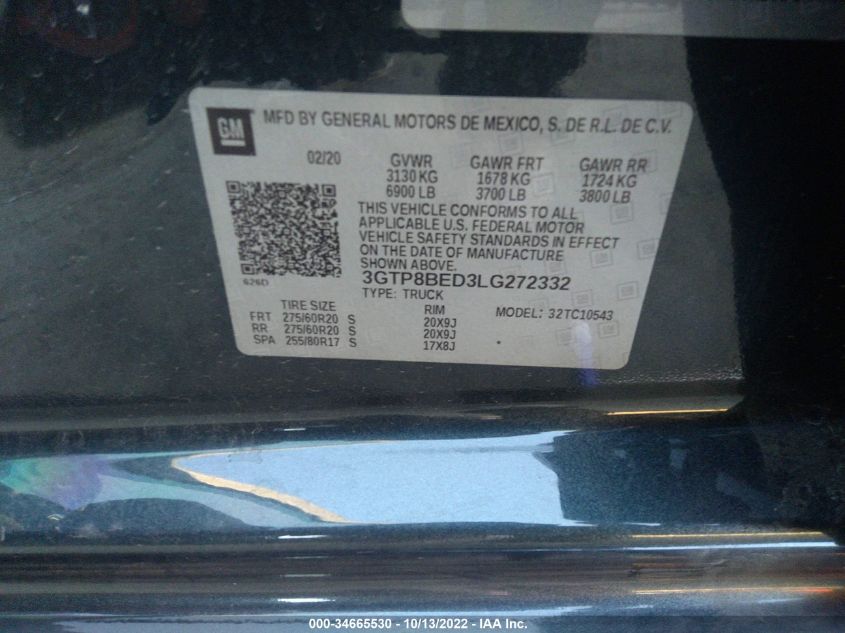 GM
MFD BY GENERAL MOTORS DE MEXICO, S. DE R.L. DE C.V.
02/20 GVWR GAWR FRT GAWR RR
3130 KG 1678 KG 1724 KG
6900 LB 3700 LB 3800 LB
THIS VEHICLE CONFORMS TO ALL
APPLICABLE U.S. FEDERAL MOTOR
VEHICLE SAFETY STANDARDS IN EFFECT
ON THE DATE OF MANUFACTURE
SHOWN ABOVE.
626D
3GTP8BED3LG272332
TYPE: TRUCK
TIRE SIZE RIM MODEL: 32TC10543
FRT 275/60R20 S 20X9J
RR 275/60R20 S 20X9J
SPA 255/80R17 S 17X8J
000-34665530 - 10/13/2022 - IAA Inc.